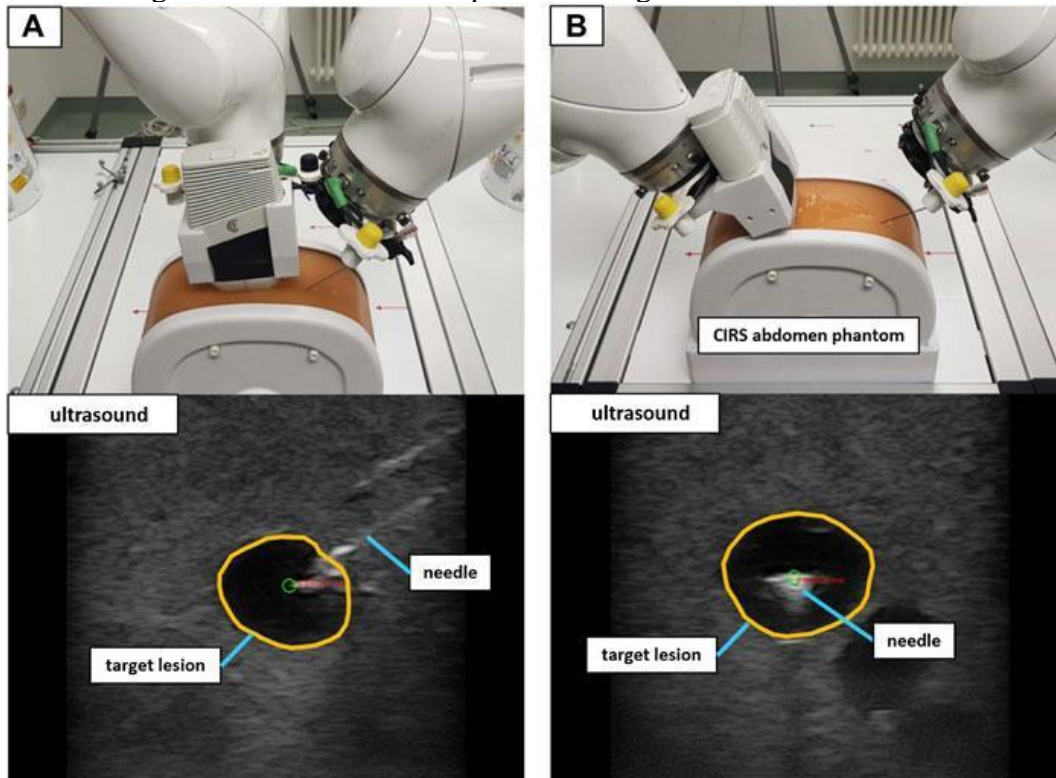 A
B
CIRS abdomen phantom
ultrasound
ultrasound
needle
target lesion
needle
target lesion